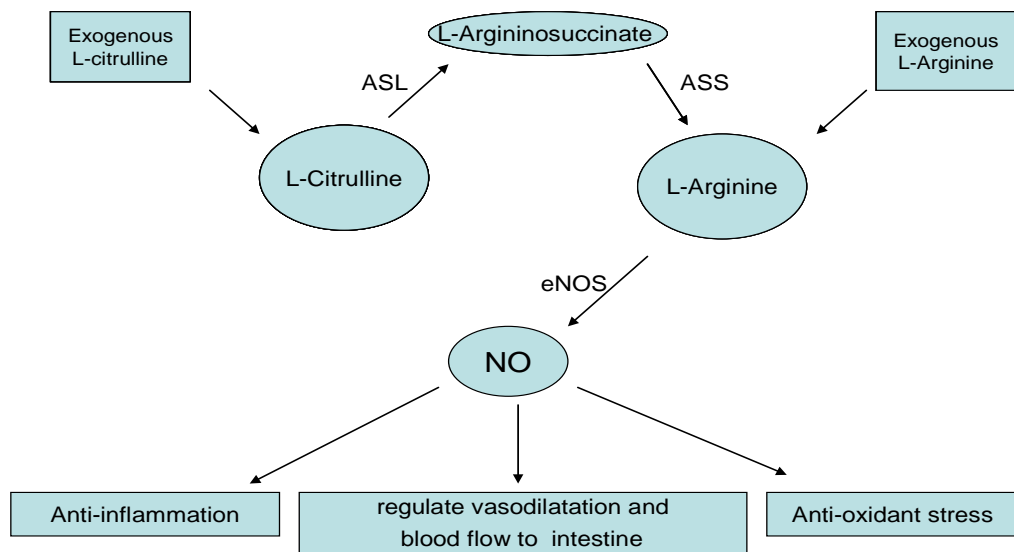 Exogenous
L-citrulline
L-Argininosuccinate
Exogenous
L-Arginine
ASL
ASS
L-Citrulline
L-Arginine
eNOS
NO
Anti-inflammation
regulate vasodilatation and
blood flow to intestine
Anti-oxidant stress